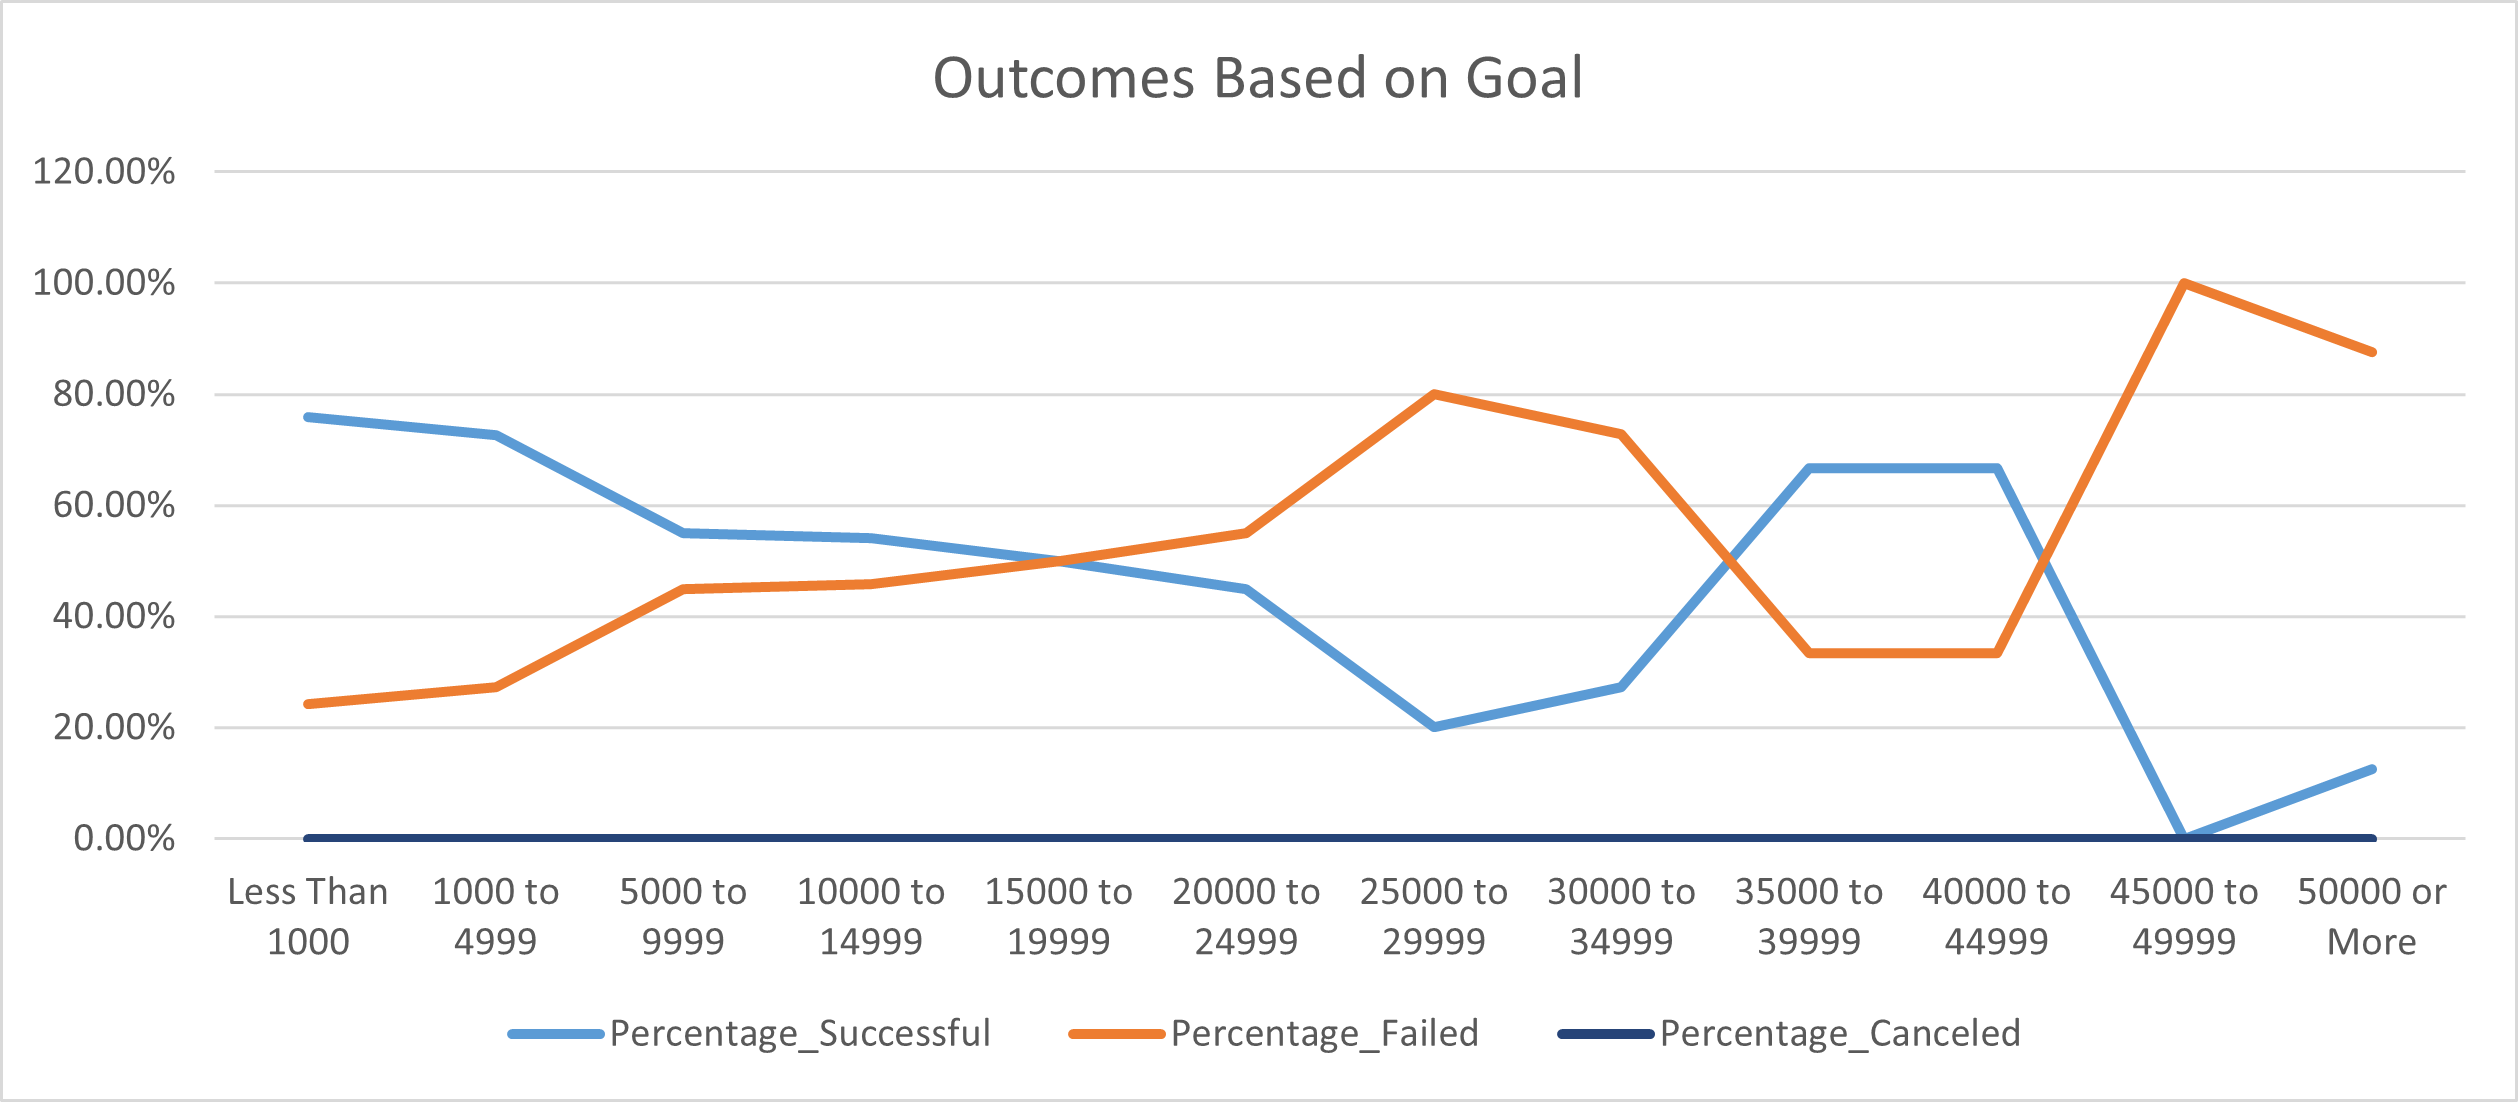 Outcomes Based on Goal
120.00%
100.00%
80.00%
60.00%
40.00%
20.00%
0.00%
Less Than 1000 to 5000 to 10000 to 15000 to 20000 to 25000 to 30000 to 35000 to 40000 to 45000 to 50000 or
1000 4999 9999 14999 19999 24999 29999 34999 39999 44999 49999 More
Percentage_Successful Percentage_Failed Percentage_Canceled